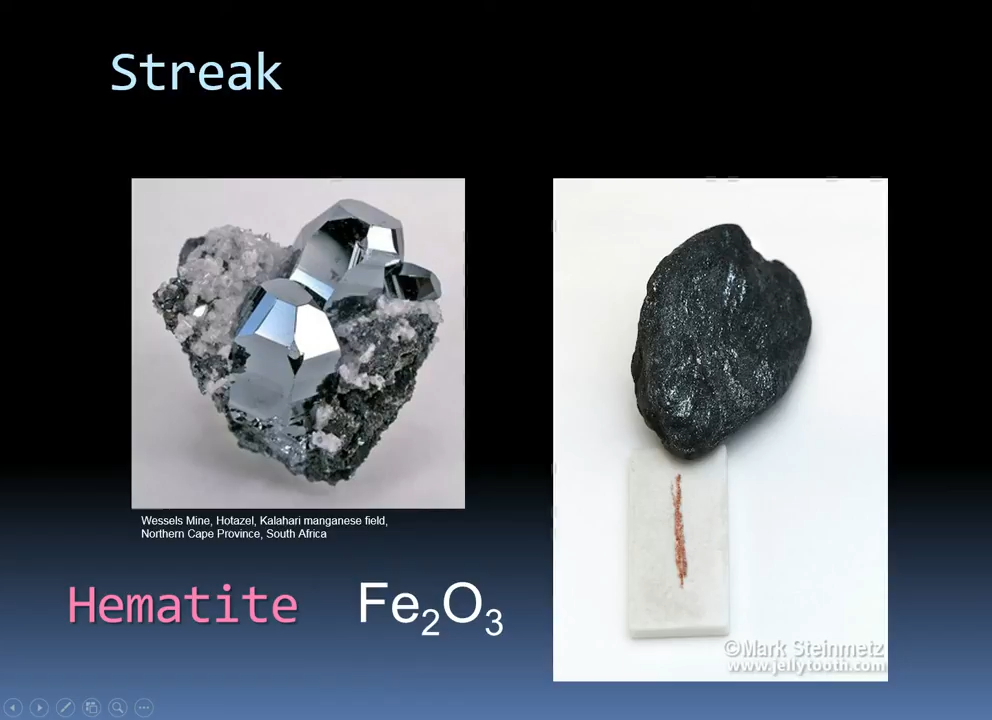 Streak
Wessels Mine, Hotazel, Kalahari manganese field,
Northern Cape Province, South Africa
Hematite
Fe₂O₃
©Mark Steinmetz
www.jellytooth.com